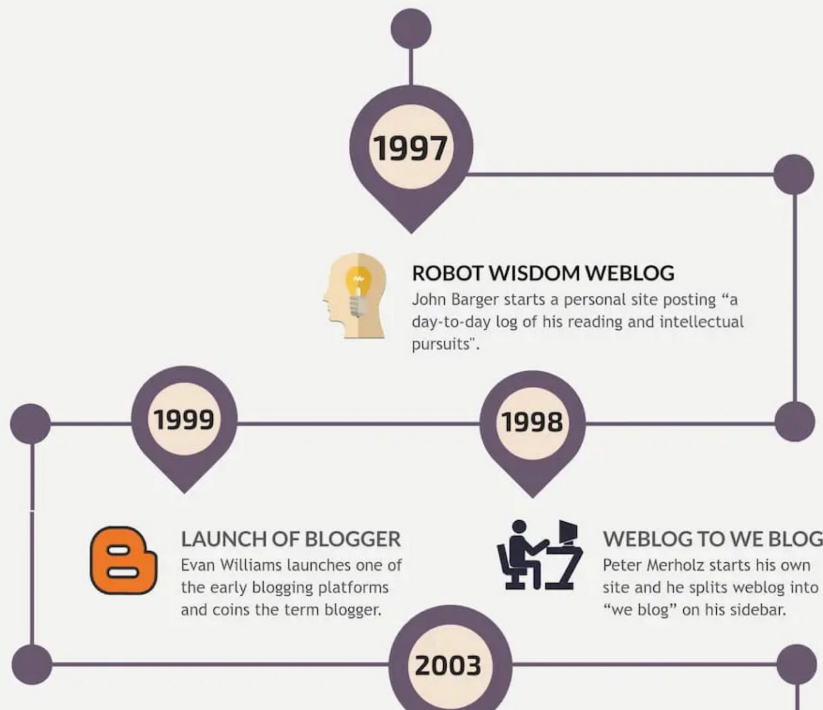 1997
ROBOT WISDOM WEBLOG
John Barger starts a personal site posting “a
day-to-day log of his reading and intellectual
pursuits".
1998
WEBLOG TO WE BLOG
Peter Merholz starts his own
site and he splits weblog into
“we blog” on his sidebar.
1999
LAUNCH OF BLOGGER
Evan Williams launches one of
the early blogging platforms
and coins the term blogger.
2003